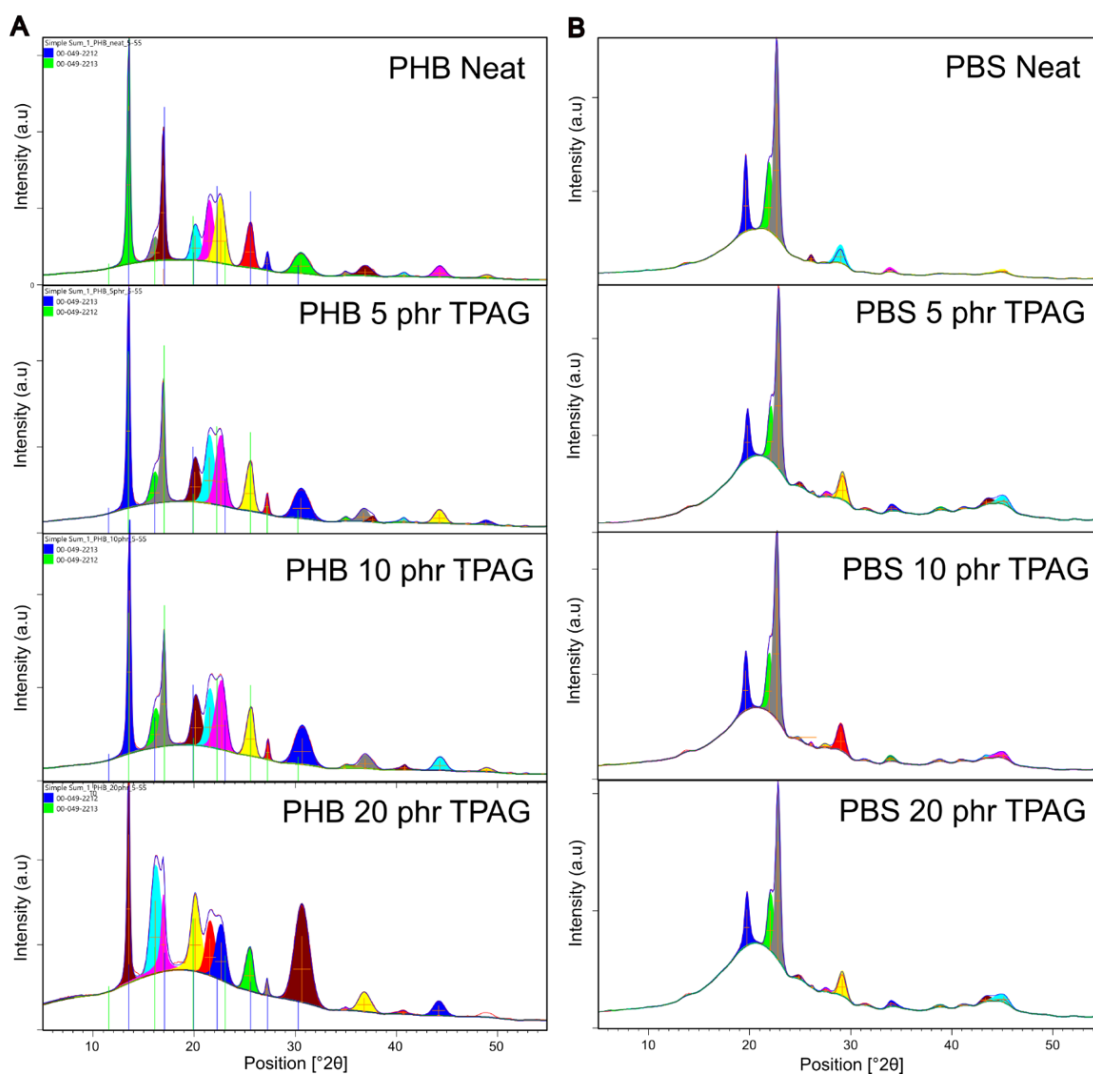 A
B
Simple Sum_1_PHB_neat_5-55
00-049-2212
00-049-2213
PHB Neat
Intensity (a.u)
0
PBS Neat
Intensity (a.u)
Simple Sum_1_PHB_5phr_5-55
00-049-2213
00-049-2212
PHB 5 phr TPAG
Intensity (a.u)
PBS 5 phr TPAG
Intensity (a.u)
Simple Sum_1_PHB_10phr_5-55
00-049-2213
00-049-2212
PHB 10 phr TPAG
Intensity (a.u)
PBS 10 phr TPAG
Intensity (a.u)
Simple Sum_1_PHB_20phr_5-55
10
00-049-2212
00-049-2213
PHB 20 phr TPAG
Intensity (a.u)
PBS 20 phr TPAG
Intensity (a.u)
10 20 30 40 50
Position [°2θ]
10 20 30 40 50
Position [°2θ]